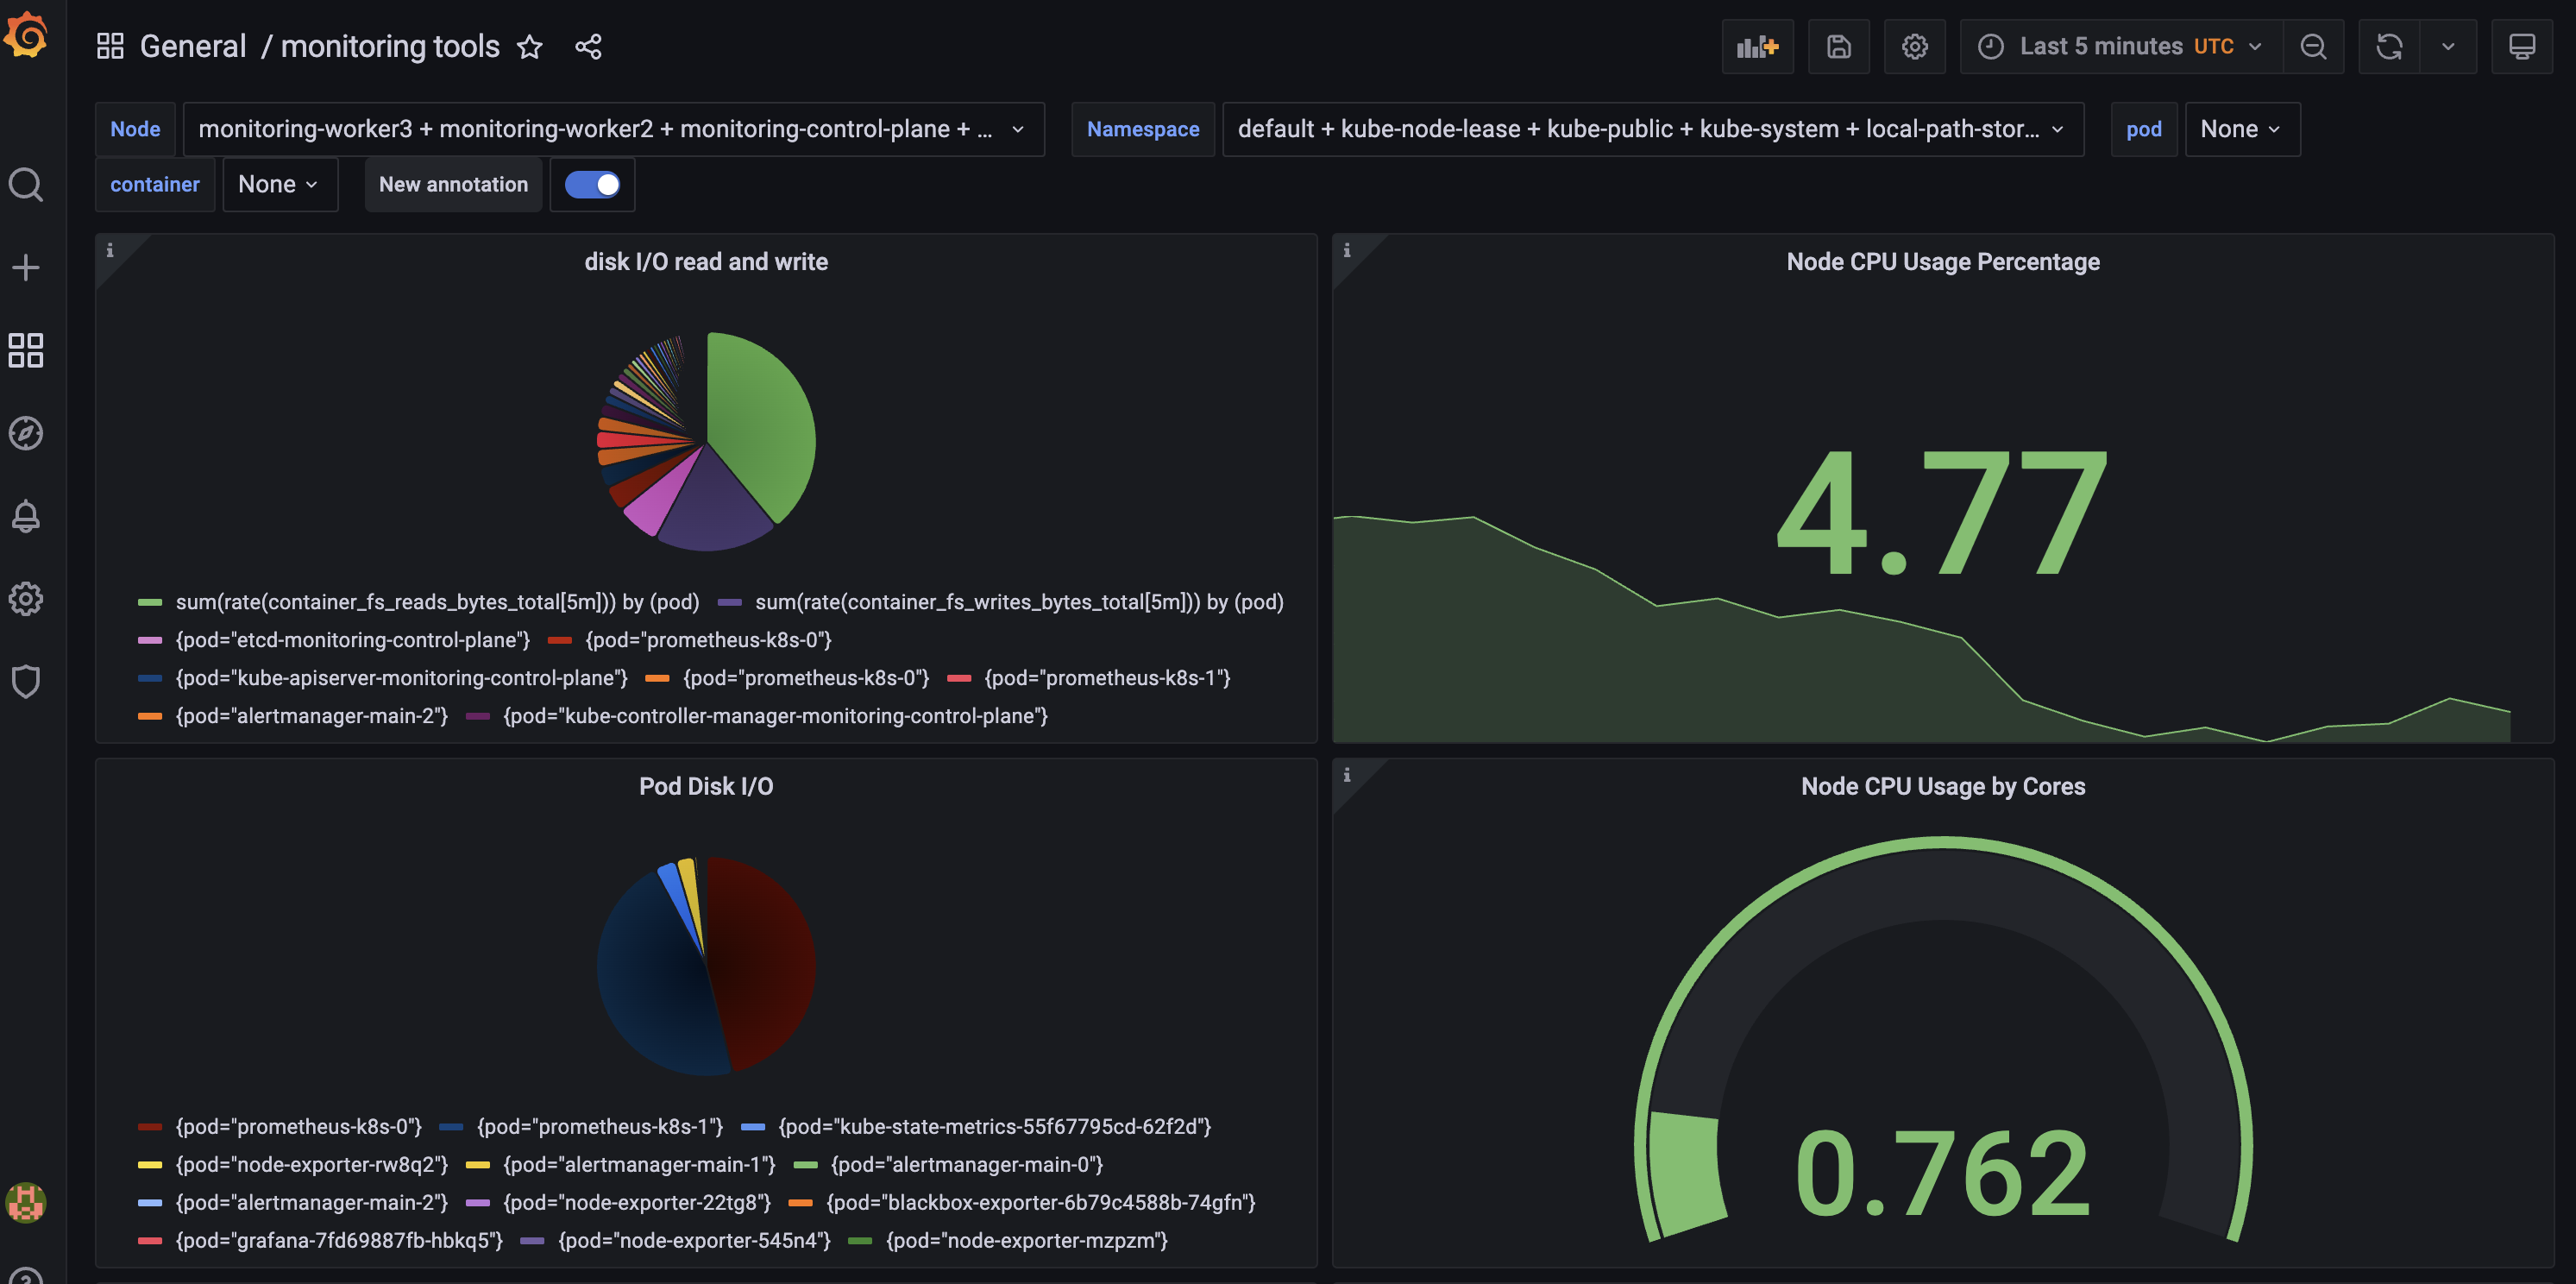 General / monitoring tools
Last 5 minutes UTC
Node monitoring-worker3 + monitoring-worker2 + monitoring-control-plane + ... Namespace default + kube-node-lease + kube-public + kube-system + local-path-stor... pod None
container None New annotation
i
disk I/O read and write
sum(rate(container_fs_reads_bytes_total[5m])) by (pod) sum(rate(container_fs_writes_bytes_total[5m])) by (pod)
{pod="etcd-monitoring-control-plane"} {pod="prometheus-k8s-0"}
{pod="kube-apiserver-monitoring-control-plane"} {pod="prometheus-k8s-0"} {pod="prometheus-k8s-1"}
{pod="alertmanager-main-2"} {pod="kube-controller-manager-monitoring-control-plane"}
i
Node CPU Usage Percentage
4.77
Pod Disk I/O
{pod="prometheus-k8s-0"} {pod="prometheus-k8s-1"} {pod="kube-state-metrics-55f67795cd-62f2d"}
{pod="node-exporter-rw8q2"} {pod="alertmanager-main-1"} {pod="alertmanager-main-0"}
{pod="alertmanager-main-2"} {pod="node-exporter-22tg8"} {pod="blackbox-exporter-6b79c4588b-74gfn"}
{pod="grafana-7fd69887fb-hbkq5"} {pod="node-exporter-545n4"} {pod="node-exporter-mzpzm"}
i
Node CPU Usage by Cores
0.762